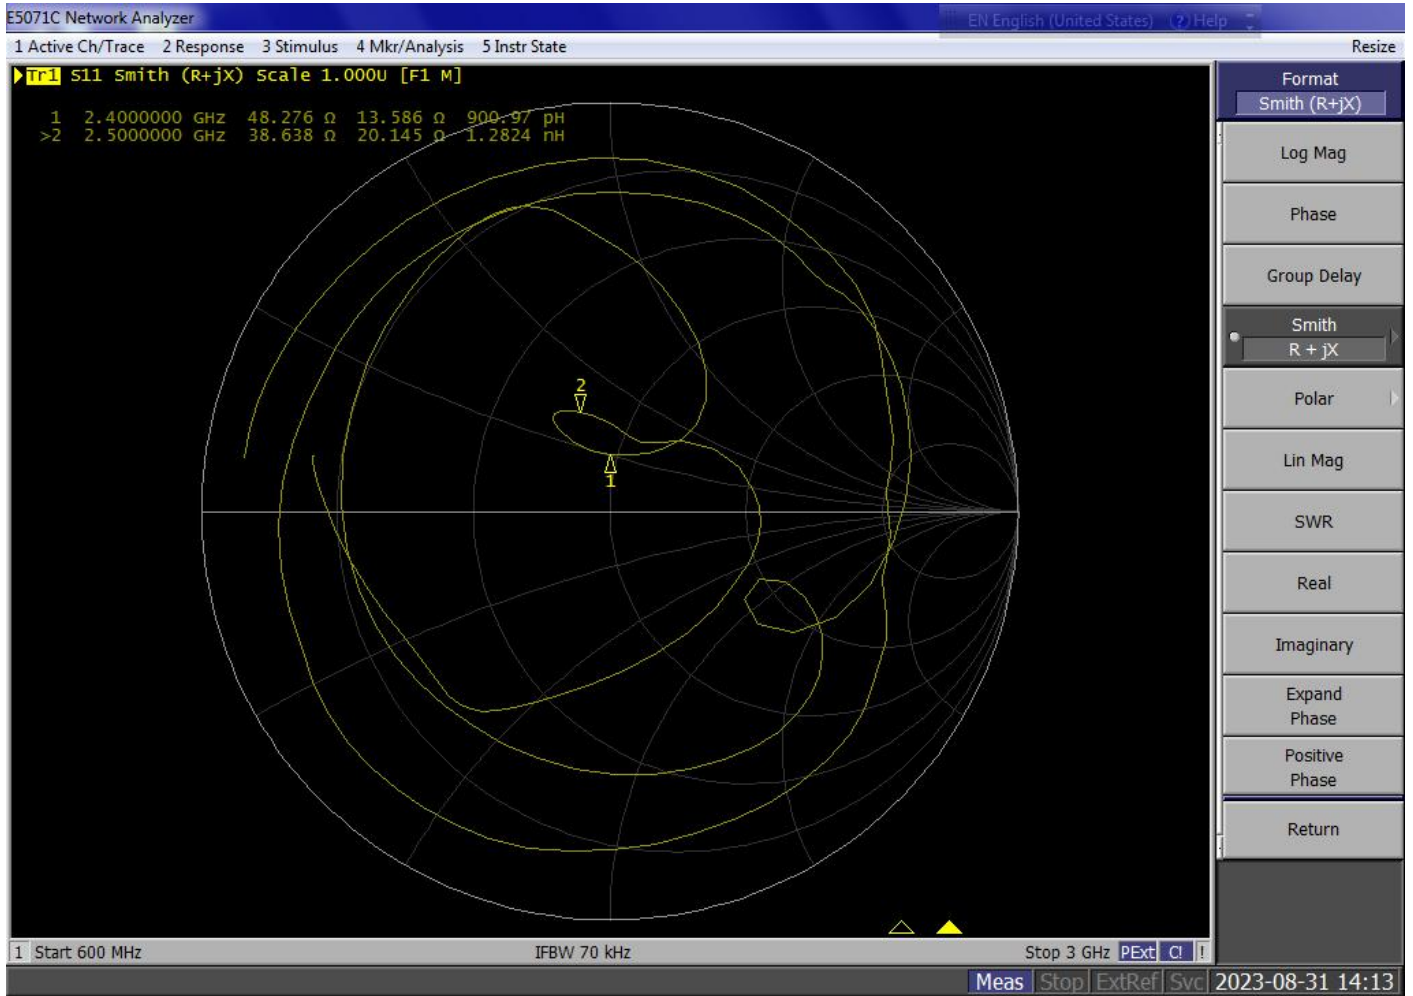 E5071C Network Analyzer
EN English (United States) ? Help
1 Active Ch/Trace 2 Response 3 Stimulus 4 Mkr/Analysis 5 Instr State Resize
Tr1 S11 Smith (R+jX) Scale 1.000U [F1 M]
1 2.4000000 GHz 48.276 Ω 13.586 Ω 900.97 pH
>2 2.5000000 GHz 38.638 Ω 20.145 Ω 1.2824 nH
2
1
Format
Smith (R+jX)
Log Mag
Phase
Group Delay
Smith
R + jX
Polar
Lin Mag
SWR
Real
Imaginary
Expand
Phase
Positive
Phase
Return
1 Start 600 MHz IFBW 70 kHz Stop 3 GHz PExt C! !
Meas Stop ExtRef Svc 2023-08-31 14:13